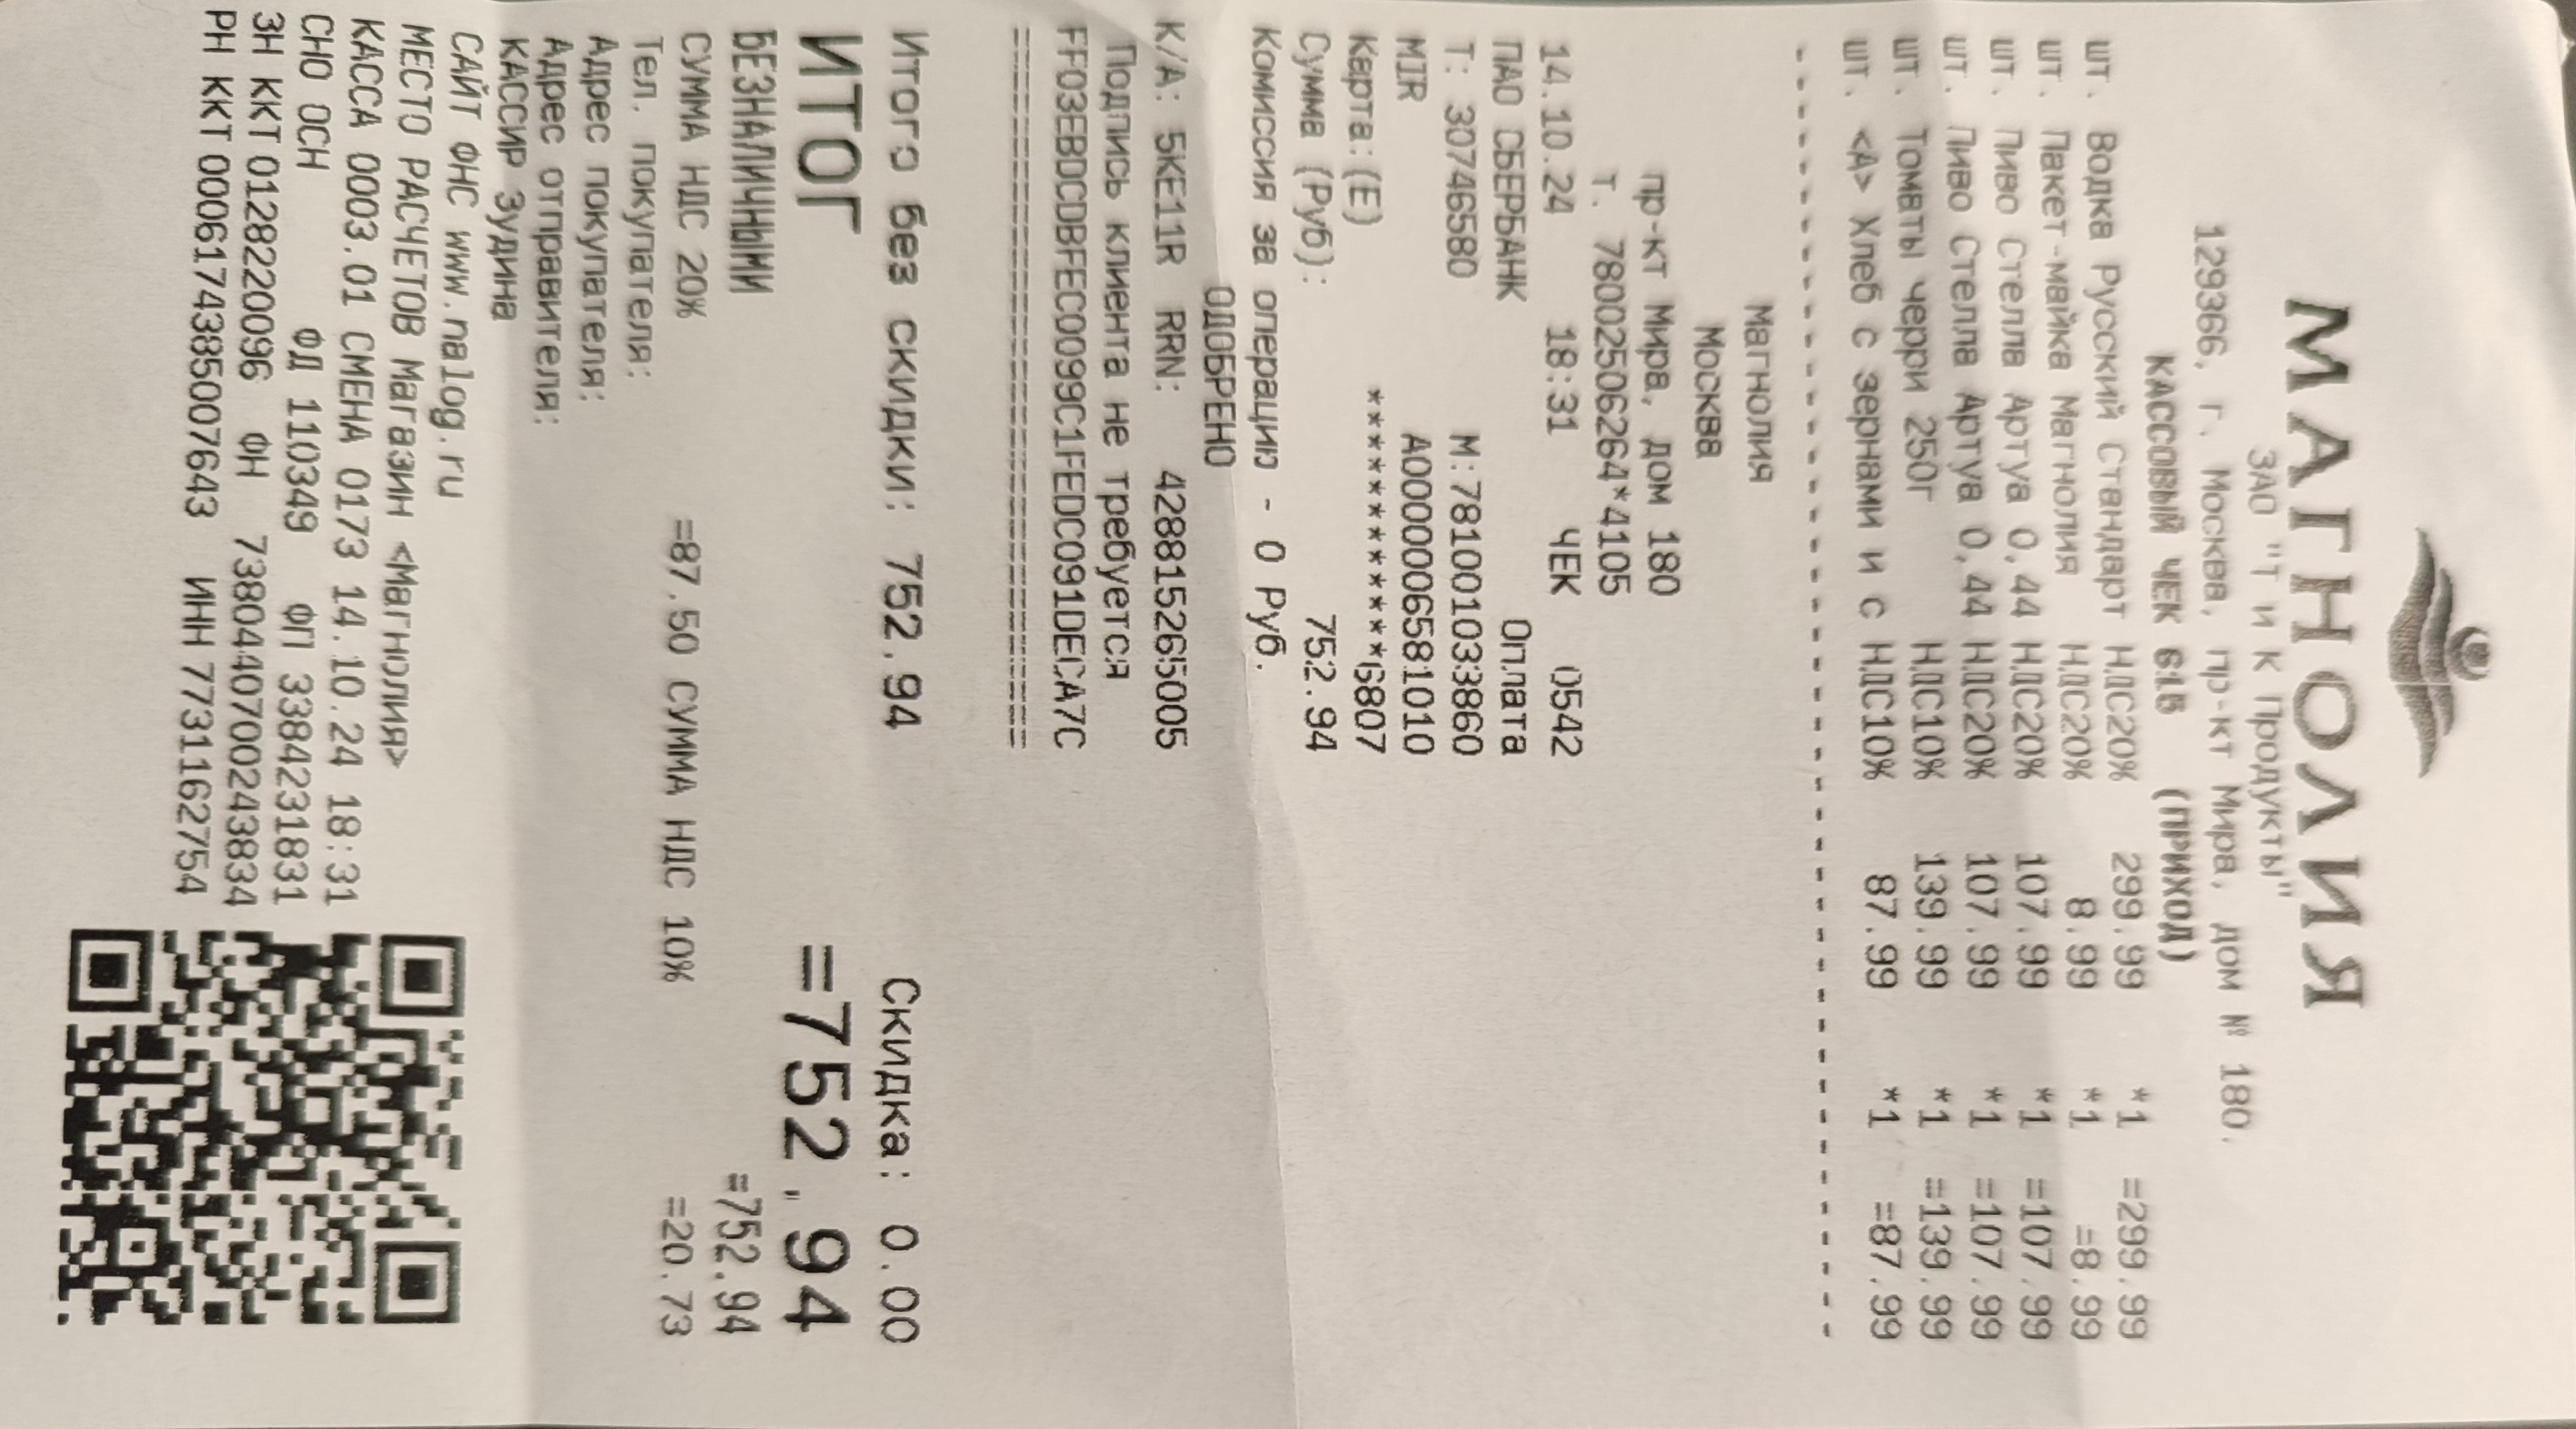 МАГНОЛИЯ
ЗАО "Т и К Продукты"
129366, г. Москва, пр-кт Мира, дом № 180.
КАССОВЫЙ ЧЕК 615 (ПРИХОД)
шт. Водка Русский Стандарт НДС20% 299.99 *1 =299.99
шт. Пакет-майка Магнолия НДС20% 8.99 *1 =8.99
шт. Пиво Стелла Артуа 0,44 НДС20% 107.99 *1 =107.99
шт. Пиво Стелла Артуа 0,44 НДС20% 107.99 *1 =107.99
шт. Томаты черри 250г НДС10% 139.99 *1 =139.99
шт. <А> Хлеб с зернами и с НДС10% 87.99 *1 =87.99
Магнолия
Москва
пр-кт Мира, дом 180
т. 78002506264*4105
14.10.24 18:31 ЧЕК 0542
ПАО СБЕРБАНК Оплата
Т: 30746580 М:781001033860
MIR A0000006581010
Карта:(E) ************6807
Сумма (Руб): 752.94
Комиссия за операцию - 0 Руб.
ОДОБРЕНО
К/А: 5KE11R RRN: 428815265005
Подпись клиента не требуется
FF03EBDCDBFEC0099C1FEDC091DECA7C
================================
Итого без скидки: 752.94 Скидка: 0.00
ИТОГ =752.94
БЕЗНАЛИЧНЫМИ =752.94
СУММА НДС 20% =87.50 СУММА НДС 10% =20.73
Тел. покупателя:
Адрес покупателя:
Адрес отправителя:
КАССИР Зудина
САЙТ ФНС www.nalog.ru
МЕСТО РАСЧЕТОВ Магазин <Магнолия>
КАССА 0003.01 СМЕНА 0173 14.10.24 18:31
СНО ОСН ФД 110349 ФП 3384231831
ЗН ККТ 0128220096 ФН 7380440700243834
РН ККТ 0006174385007643 ИНН 7731162754